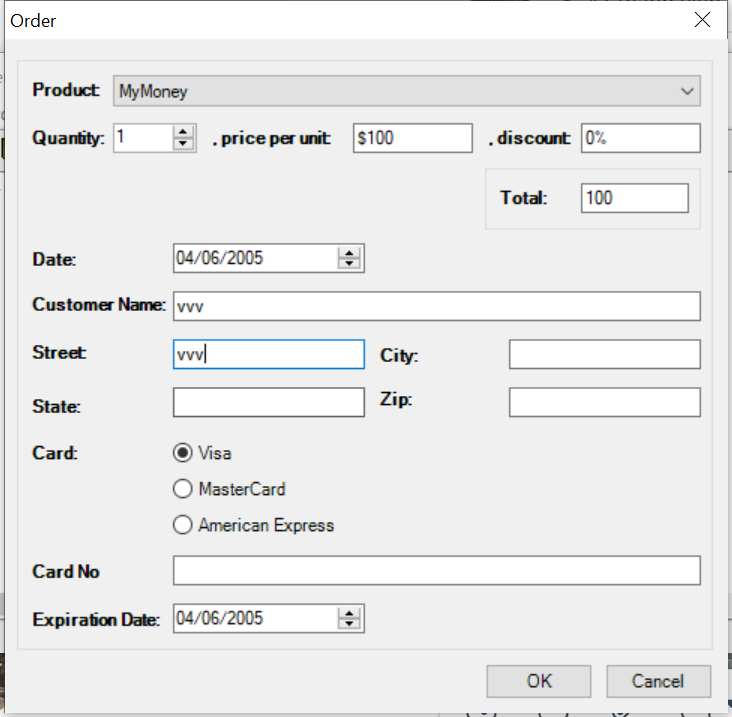 Order
Product: MyMoney
Quantity: 1 , price per unit: $100 , discount: 0%
Total: 100
Date: 04/06/2005
Customer Name: vvv
Street: vvv City:
State: Zip:
Card: Visa
MasterCard
American Express
Card No
Expiration Date: 04/06/2005
OK Cancel